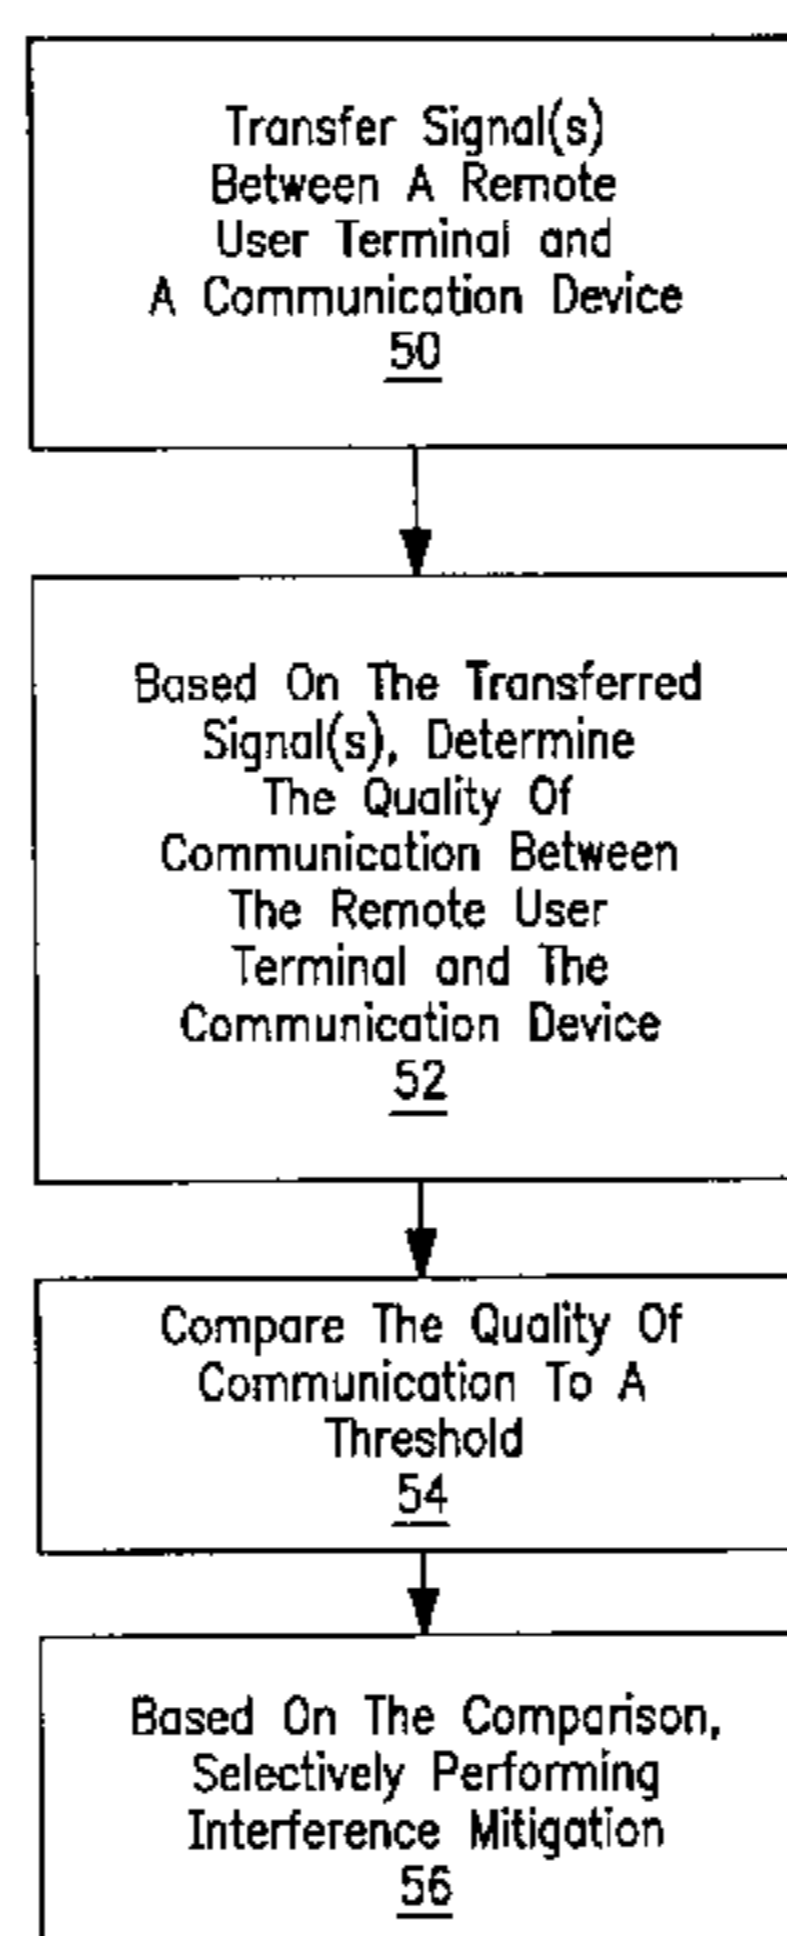 Transfer Signal(s)
Between A Remote
User Terminal and
A Communication Device
50
Based On The Transferred
Signal(s), Determine
The Quality Of
Communication Between
The Remote User
Terminal and The
Communication Device
52
Compare The Quality Of
Communication To A
Threshold
54
Based On The Comparison,
Selectively Performing
Interference Mitigation
56